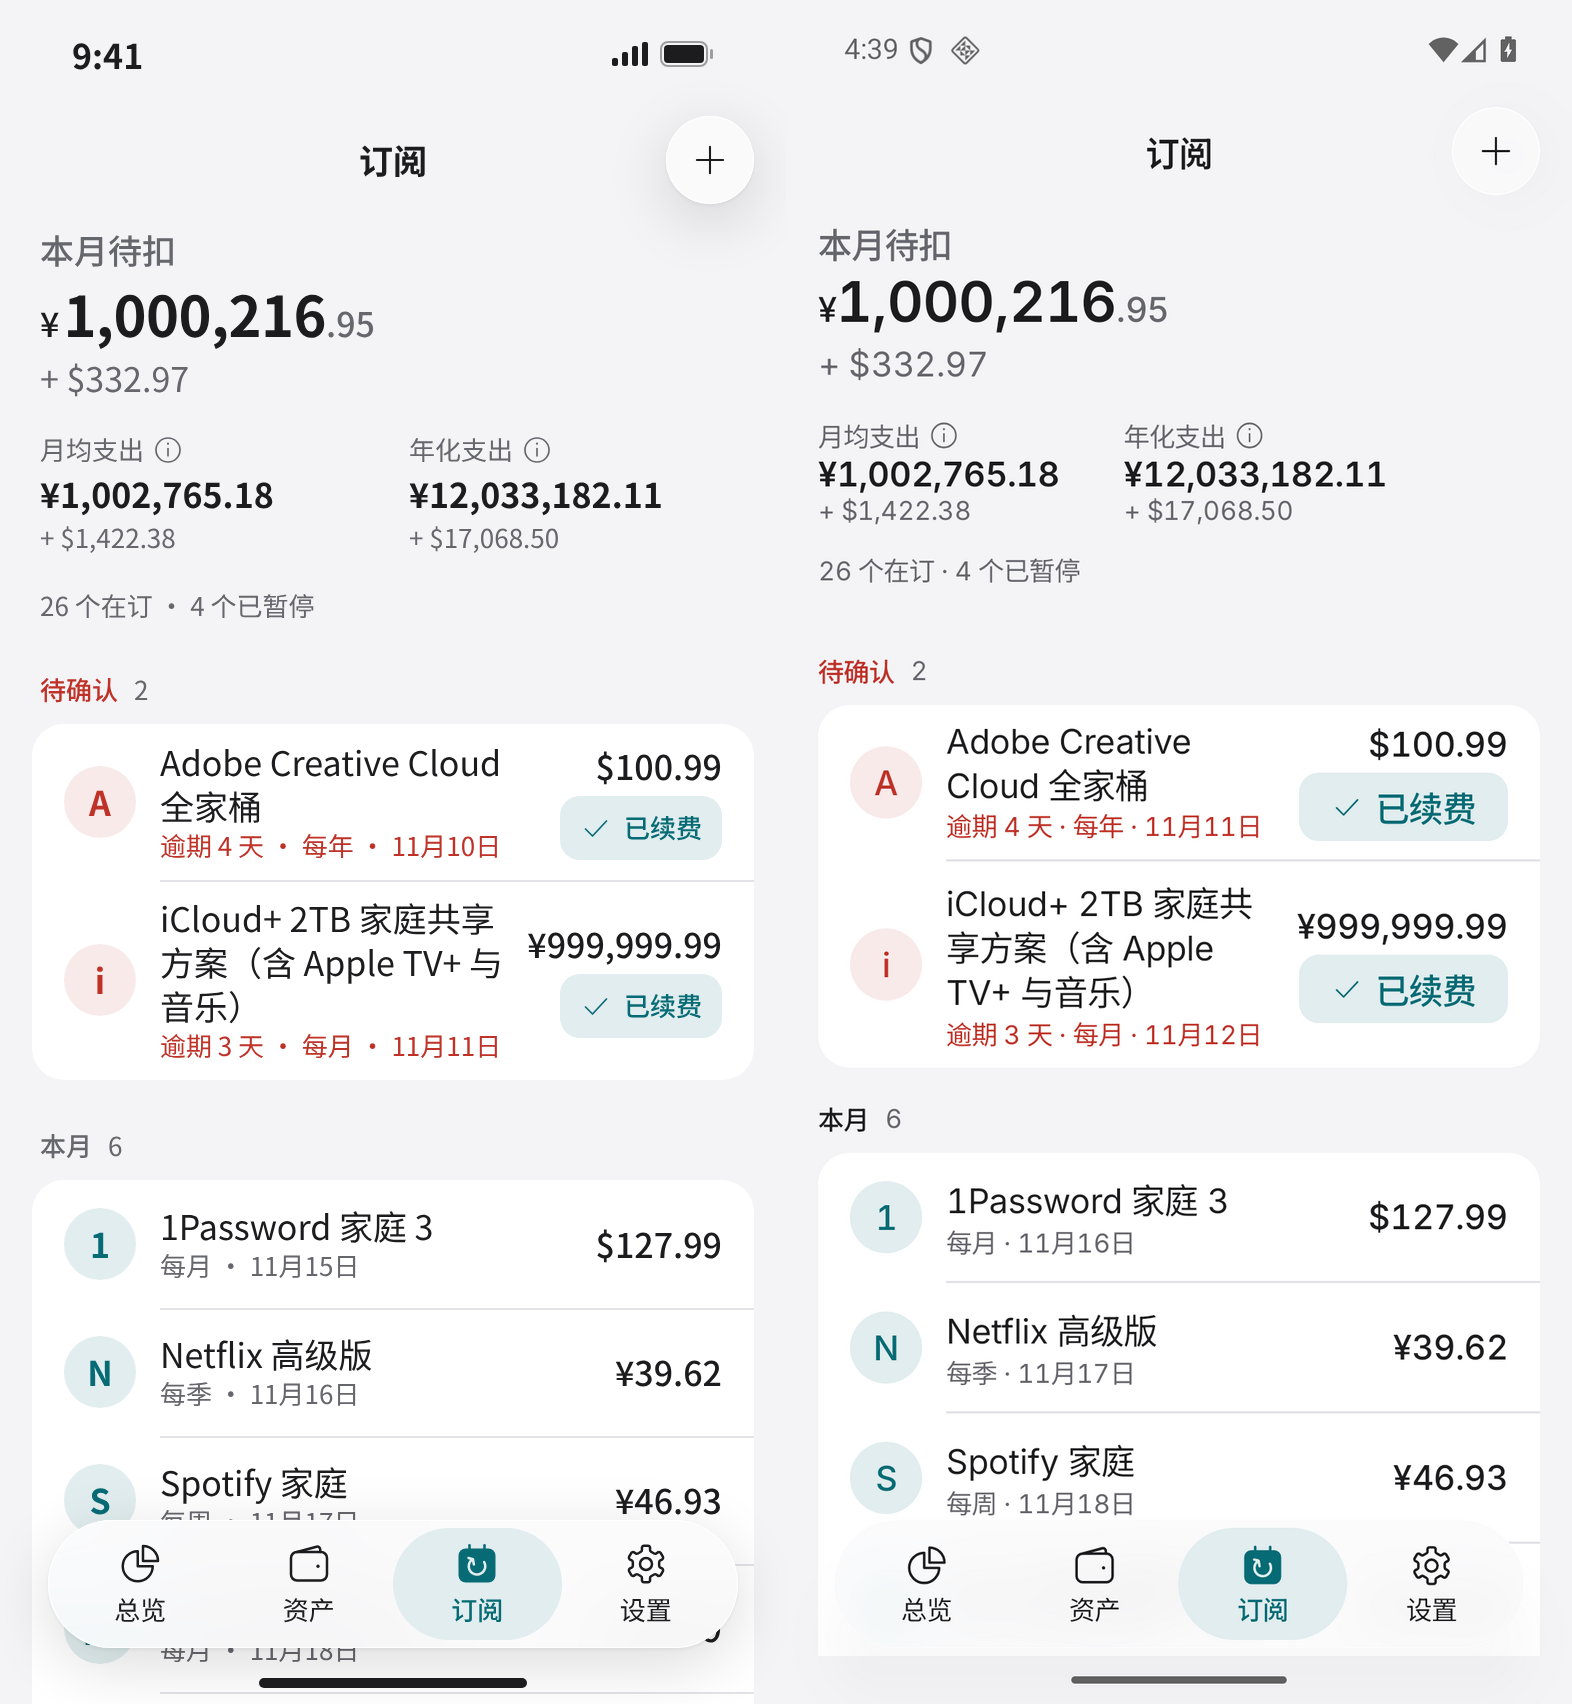 9:41
订阅
本月待扣
¥1,000,216.95
+ $332.97
月均支出 年化支出
¥1,002,765.18 ¥12,033,182.11
+ $1,422.38 + $17,068.50
26 个在订 · 4 个已暂停
待确认 2
A
Adobe Creative Cloud
全家桶
逾期 4 天 · 每年 · 11月10日
$100.99
已续费
i
iCloud+ 2TB 家庭共享
方案（含 Apple TV+ 与
音乐）
逾期 3 天 · 每月 · 11月11日
¥999,999.99
已续费
本月 6
1
1Password 家庭 3
每月 · 11月15日
$127.99
N
Netflix 高级版
每季 · 11月16日
¥39.62
S
Spotify 家庭
每周 · 11月17日
¥46.93
总览 资产 订阅 设置
每月 · 11月18日
4:39
订阅
本月待扣
¥1,000,216.95
+ $332.97
月均支出 年化支出
¥1,002,765.18 ¥12,033,182.11
+ $1,422.38 + $17,068.50
26 个在订 · 4 个已暂停
待确认 2
A
Adobe Creative
Cloud 全家桶
逾期 4 天 · 每年 · 11月11日
$100.99
已续费
i
iCloud+ 2TB 家庭共
享方案（含 Apple
TV+ 与音乐）
逾期 3 天 · 每月 · 11月12日
¥999,999.99
已续费
本月 6
1
1Password 家庭 3
每月 · 11月16日
$127.99
N
Netflix 高级版
每季 · 11月17日
¥39.62
S
Spotify 家庭
每周 · 11月18日
¥46.93
总览 资产 订阅 设置